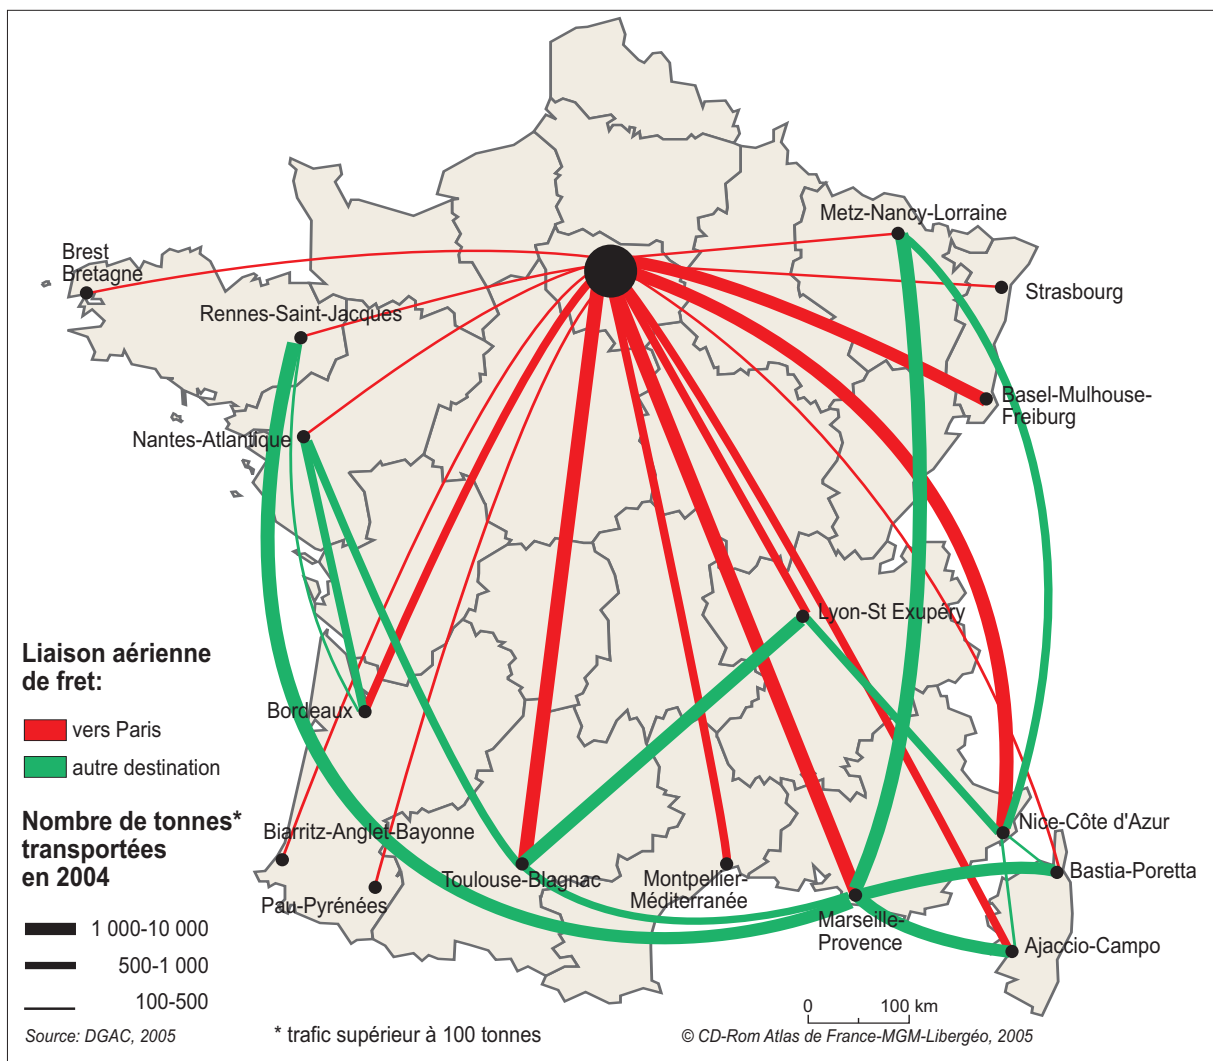 Metz-Nancy-Lorraine
Brest
Bretagne
Strasbourg
Rennes-Saint-Jacques
Basel-Mulhouse-
Freiburg
Nantes-Atlantique
Lyon-St Exupéry
Bordeaux
Nice-Côte d'Azur
Biarritz-Anglet-Bayonne
Bastia-Poretta
Toulouse-Blagnac
Montpellier-
Méditerranée
Pau-Pyrénées
Marseille-
Provence
Ajaccio-Campo
Liaison aérienne
de fret:
vers Paris
autre destination
Nombre de tonnes*
transportées
en 2004
1 000-10 000
500-1 000
100-500
0 100 km
Source: DGAC, 2005
* trafic supérieur à 100 tonnes
© CD-Rom Atlas de France-MGM-Libergéo, 2005